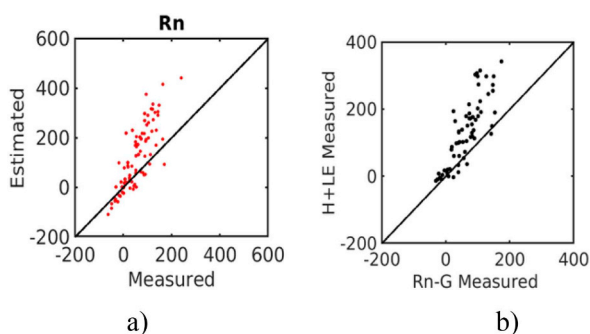 Rn
Estimated
600
400
200
0
-200
-200 0 200 400 600
Measured
a)
H+LE Measured
400
200
0
-200
-200 0 200 400
Rn-G Measured
b)